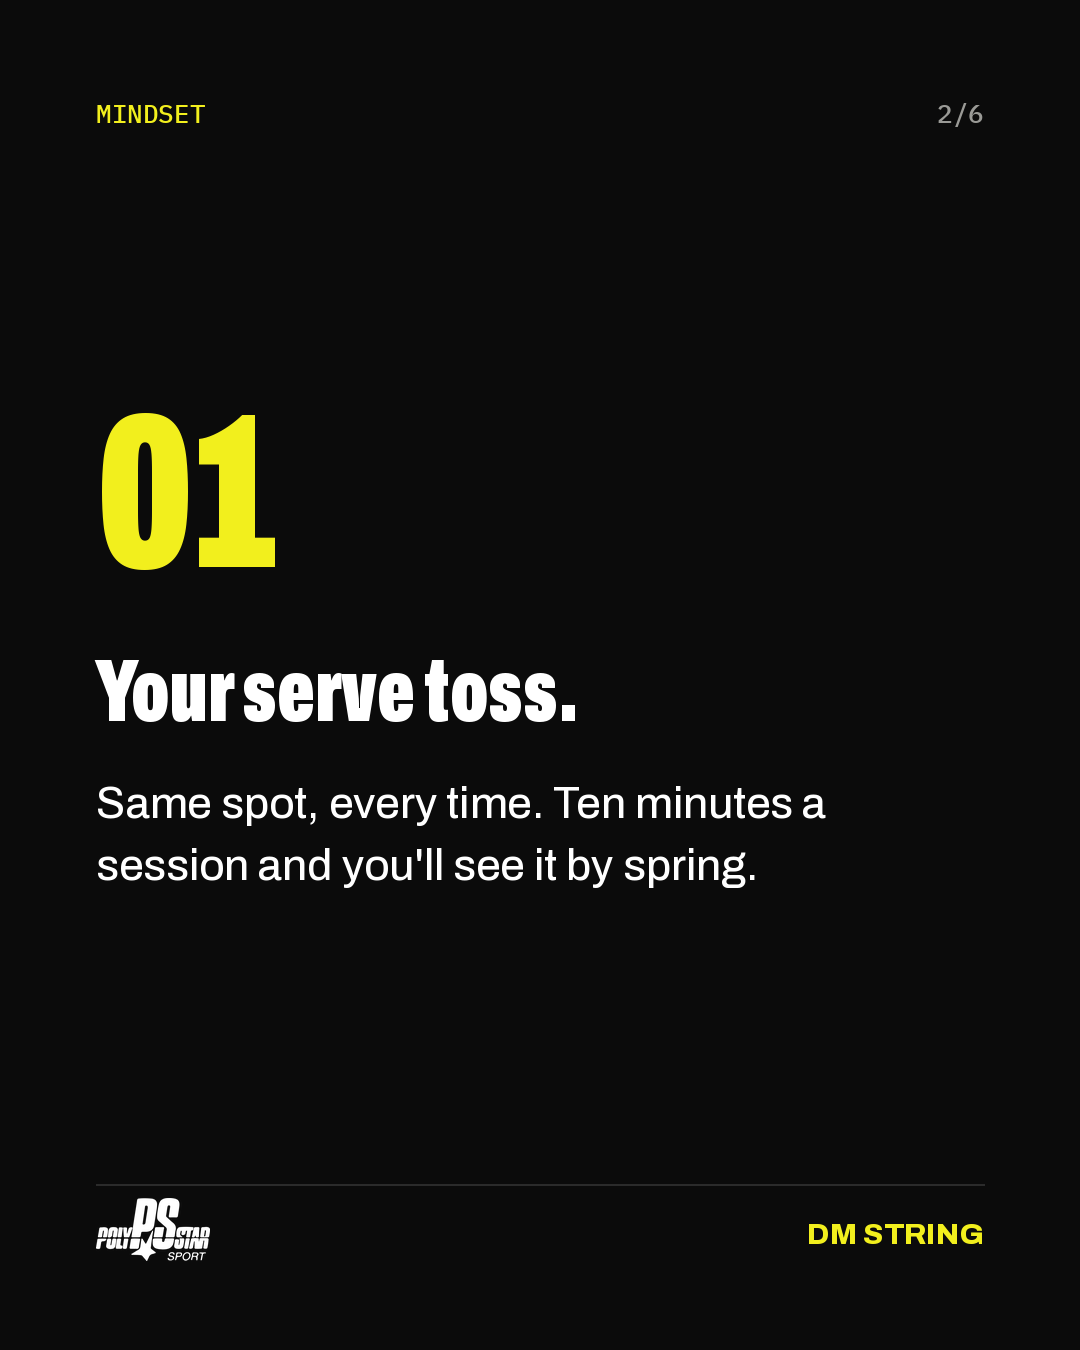 MINDSET
2/6
01
Your serve toss.
Same spot, every time. Ten minutes a
session and you'll see it by spring.
POLY PS STAR
SPORT
DM STRING